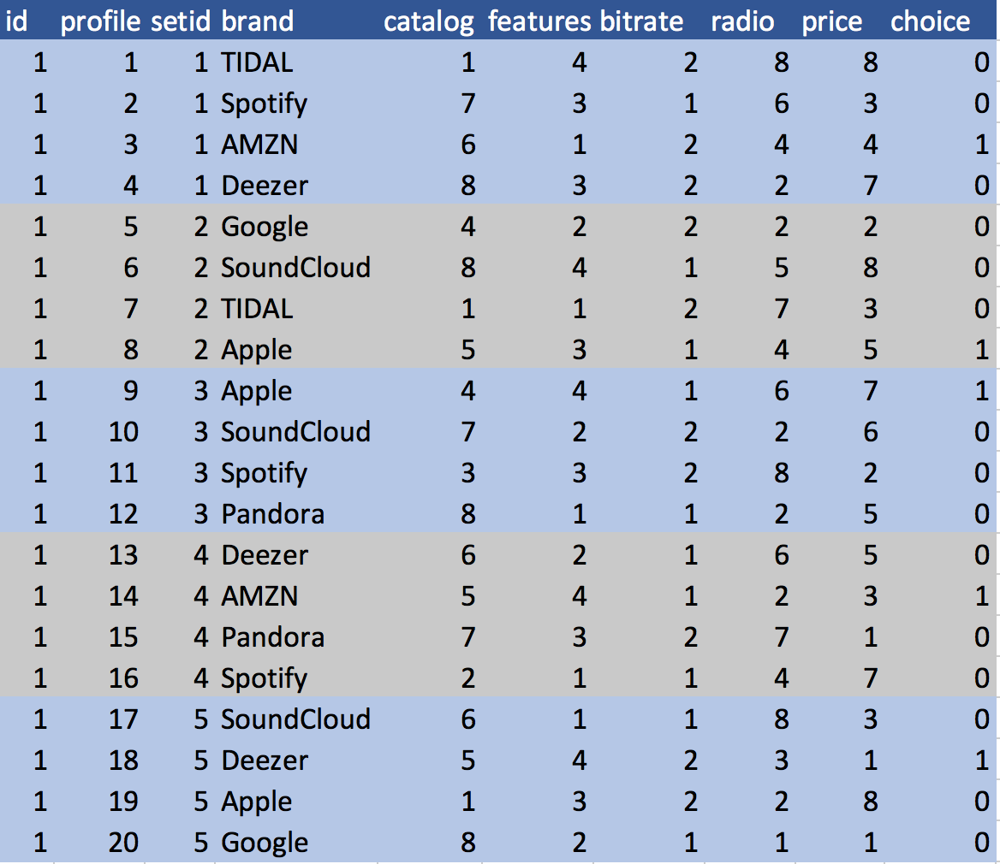 id profile setid brand catalog features bitrate radio price choice
1 1 1 TIDAL 1 4 2 8 8 0
1 2 1 Spotify 7 3 1 6 3 0
1 3 1 AMZN 6 1 2 4 4 1
1 4 1 Deezer 8 3 2 2 7 0
1 5 2 Google 4 2 2 2 2 0
1 6 2 SoundCloud 8 4 1 5 8 0
1 7 2 TIDAL 1 1 2 7 3 0
1 8 2 Apple 5 3 1 4 5 1
1 9 3 Apple 4 4 1 6 7 1
1 10 3 SoundCloud 7 2 2 2 6 0
1 11 3 Spotify 3 3 2 8 2 0
1 12 3 Pandora 8 1 1 2 5 0
1 13 4 Deezer 6 2 1 6 5 0
1 14 4 AMZN 5 4 1 2 3 1
1 15 4 Pandora 7 3 2 7 1 0
1 16 4 Spotify 2 1 1 4 7 0
1 17 5 SoundCloud 6 1 1 8 3 0
1 18 5 Deezer 5 4 2 3 1 1
1 19 5 Apple 1 3 2 2 8 0
1 20 5 Google 8 2 1 1 1 0